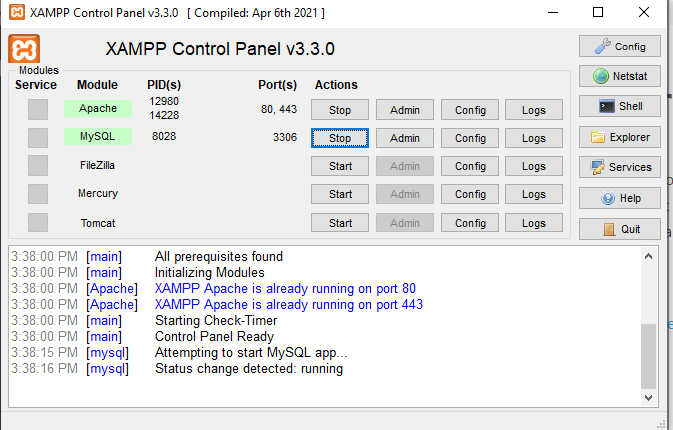 XAMPP Control Panel v3.3.0 [ Compiled: Apr 6th 2021 ]
XAMPP Control Panel v3.3.0
Config
Modules
Service Module PID(s) Port(s) Actions
Netstat
Apache 12980 14228 80, 443 Stop Admin Config Logs
Shell
MySQL 8028 3306 Stop Admin Config Logs
Explorer
FileZilla Start Admin Config Logs
Services
Mercury Start Admin Config Logs
Help
Tomcat Start Admin Config Logs
Quit
3:38:00 PM [main] All prerequisites found
3:38:00 PM [main] Initializing Modules
3:38:00 PM [Apache] XAMPP Apache is already running on port 80
3:38:00 PM [Apache] XAMPP Apache is already running on port 443
3:38:00 PM [main] Starting Check-Timer
3:38:00 PM [main] Control Panel Ready
3:38:15 PM [mysql] Attempting to start MySQL app...
3:38:16 PM [mysql] Status change detected: running